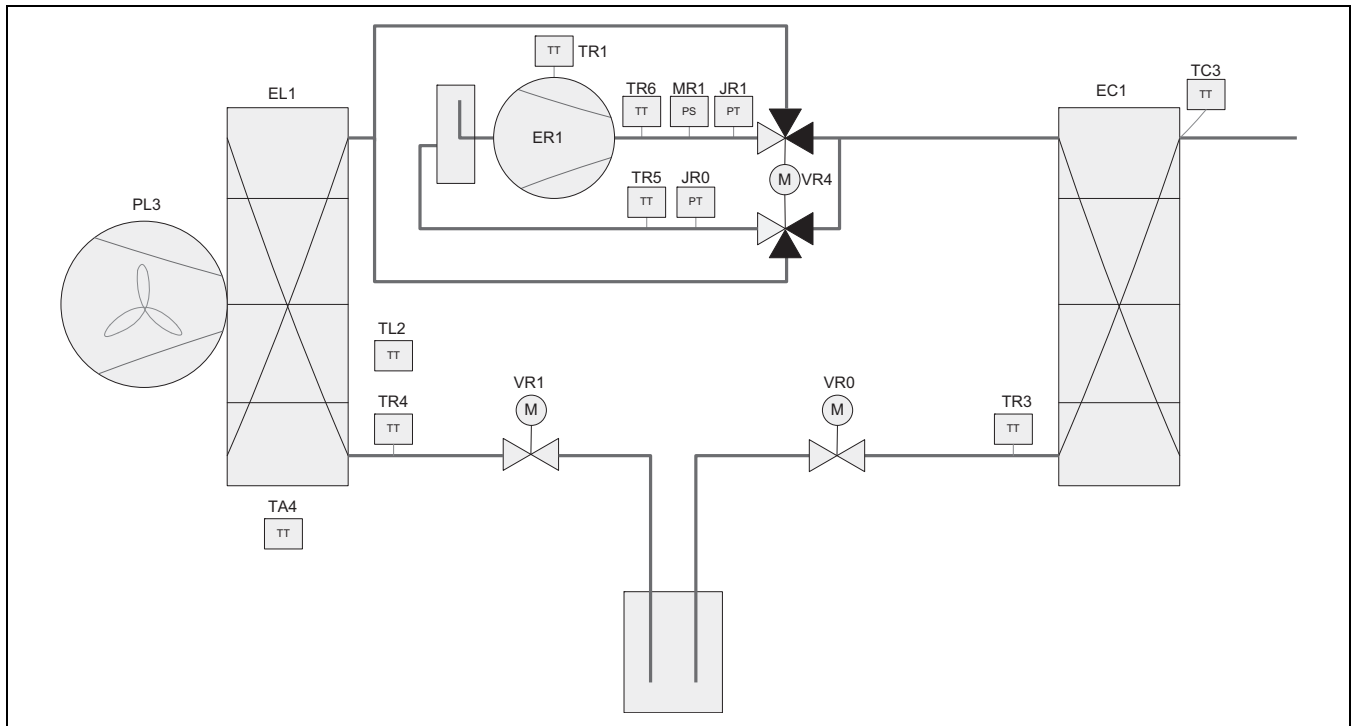 TT TR1
TC3
TT
EL1
TR6 MR1 JR1
TT PS PT
EC1
ER1
TR5 JR0
TT PT
M VR4
PL3
TL2
TT
VR1
M
VR0
M
TR4
TT
TR3
TT
TA4
TT